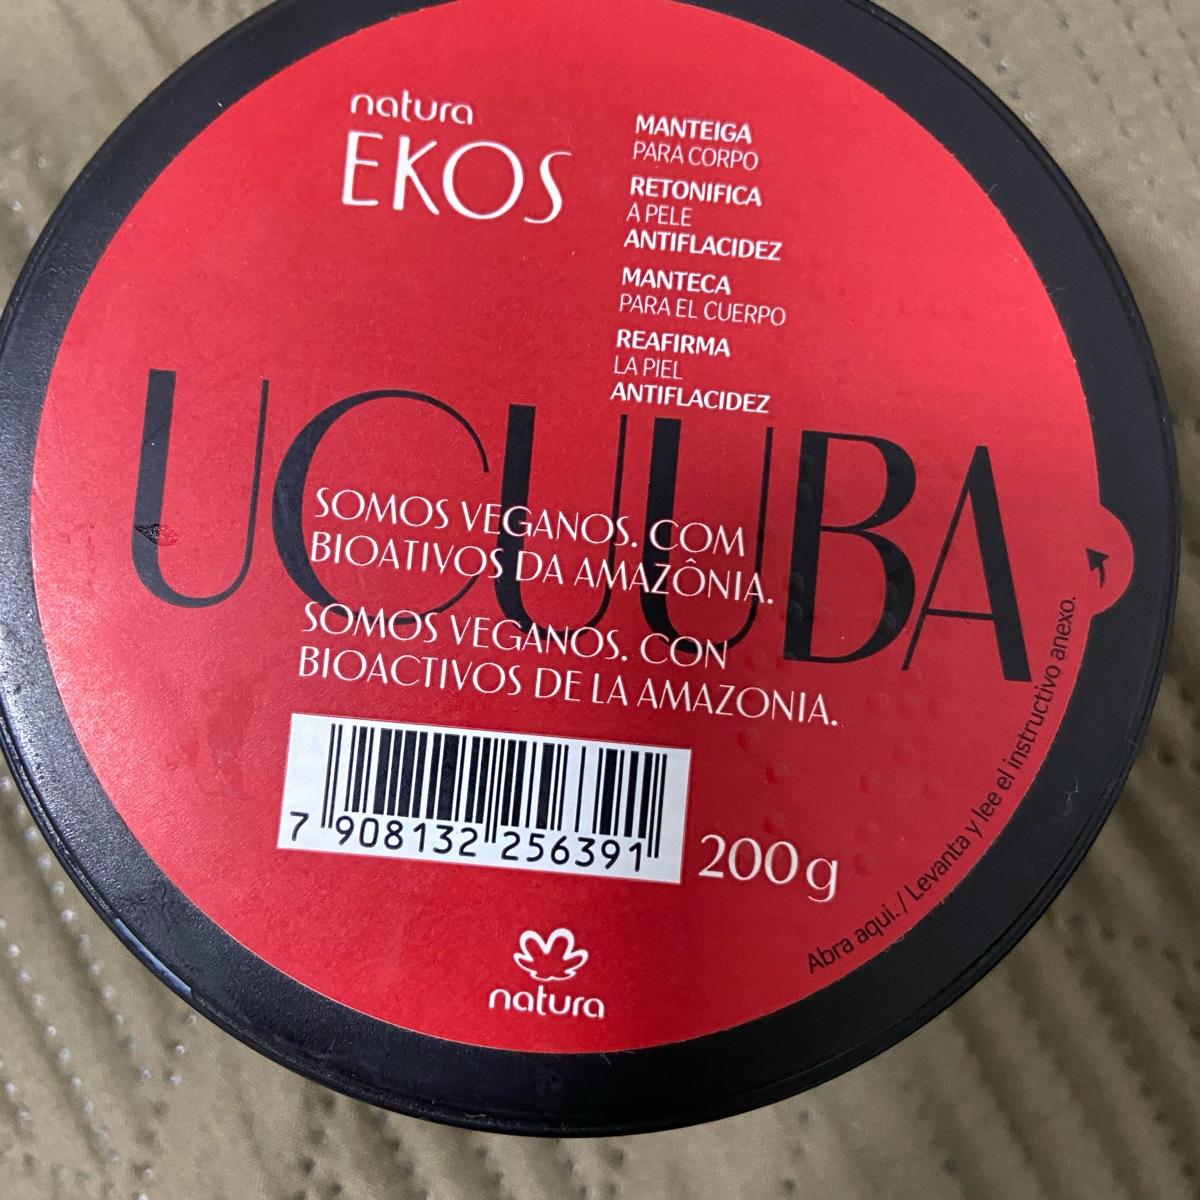 natura
EKOS
MANTEIGA
PARA CORPO
RETONIFICA
A PELE
ANTIFLACIDEZ
MANTECA
PARA EL CUERPO
REAFIRMA
LA PIEL
ANTIFLACIDEZ
UCUUBA
SOMOS VEGANOS. COM
BIOATIVOS DA AMAZÔNIA.
SOMOS VEGANOS. CON
BIOACTIVOS DE LA AMAZONIA.
7 908132 256391
200g
Abra aqui. / Levanta y lee el instructivo anexo.
natura